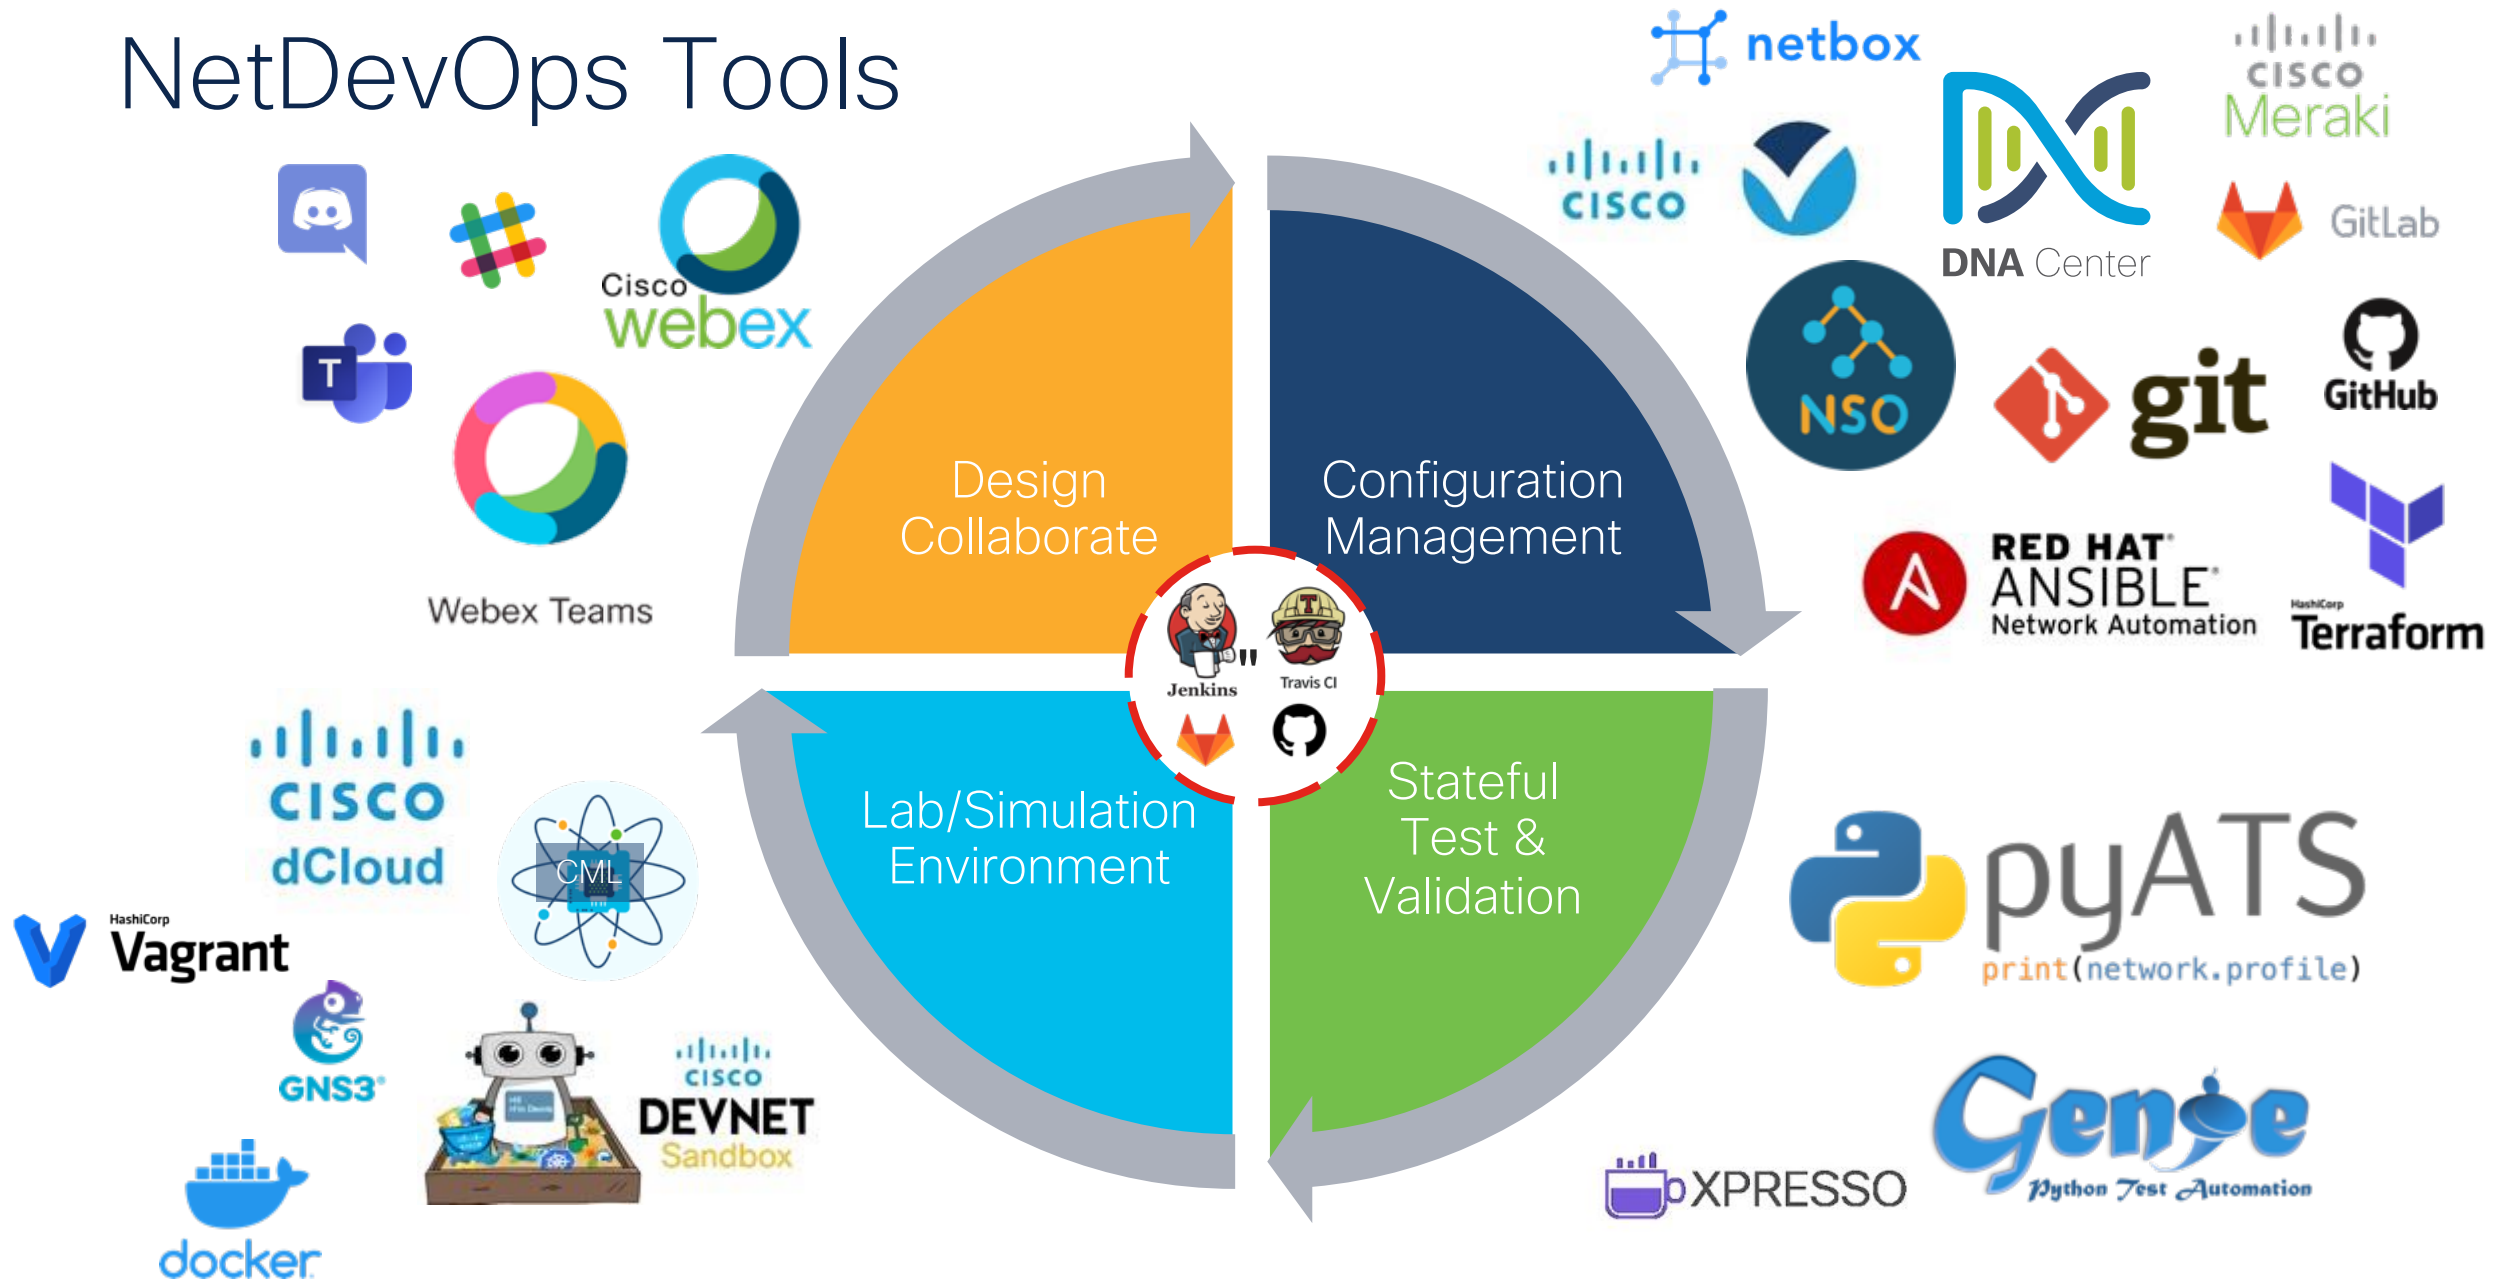 NetDevOps Tools
Cisco
webex
T
Webex Teams
Design
Collaborate
netbox
CISCO
DNA Center
CISCO
Meraki
GitLab
NSO
git
GitHub
RED HAT®
ANSIBLE®
Network Automation
HashiCorp
Terraform
Configuration
Management
T
Jenkins
"
Travis CI
Lab/Simulation
Environment
Stateful
Test &
Validation
CISCO
dCloud
CML
HashiCorp
Vagrant
GNS3®
CISCO
DEVNET
Sandbox
docker
pyATS
print(network.profile)
Genie
Python Test Automation
XPRESSO